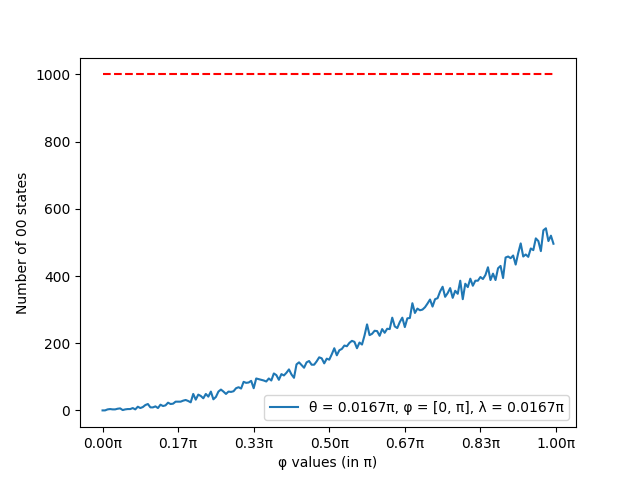 1000
800
600
400
200
0
Number of 00 states
θ = 0.0167π, φ = [0, π], λ = 0.0167π
0.00π 0.17π 0.33π 0.50π 0.67π 0.83π 1.00π
φ values (in π)